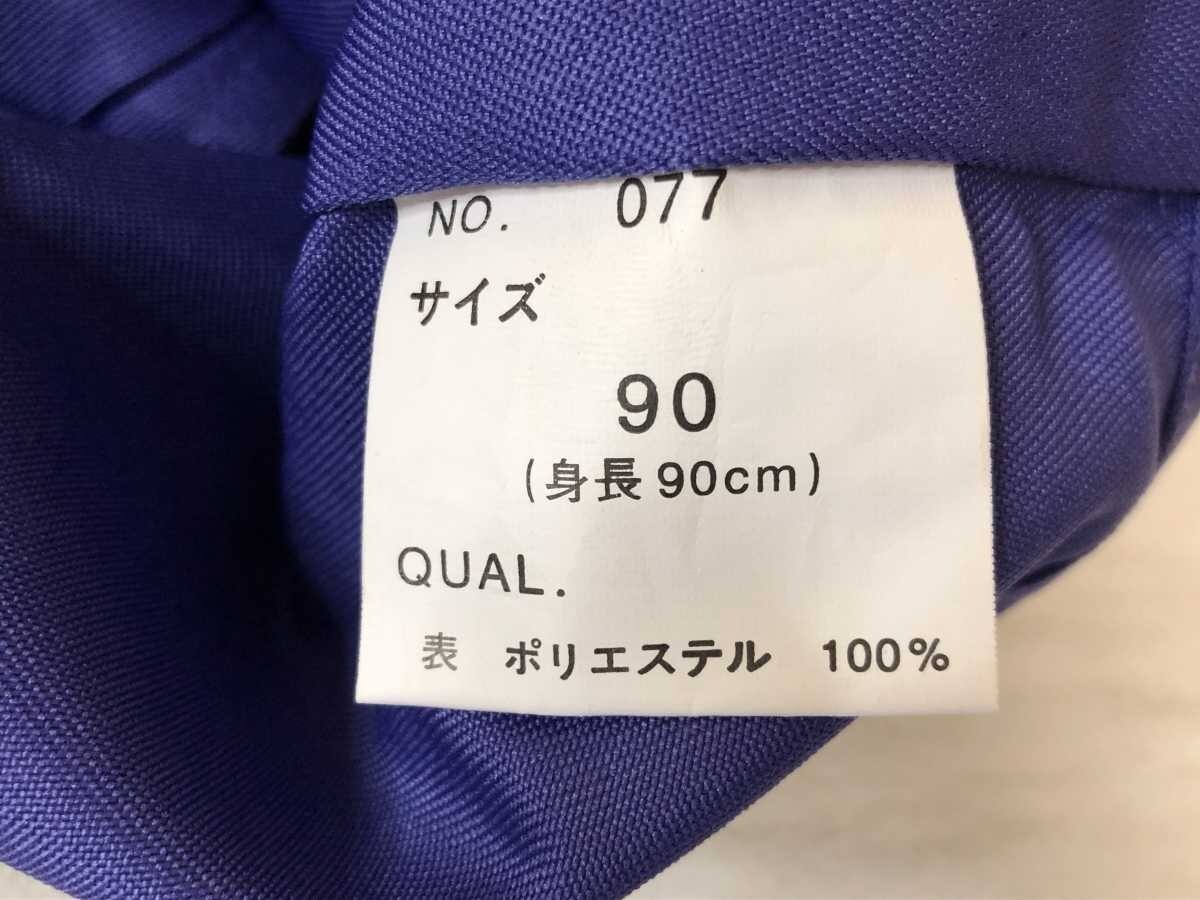 NO. 077
サイズ
90
(身長90cm)
QUAL.
表 ポリエステル 100%